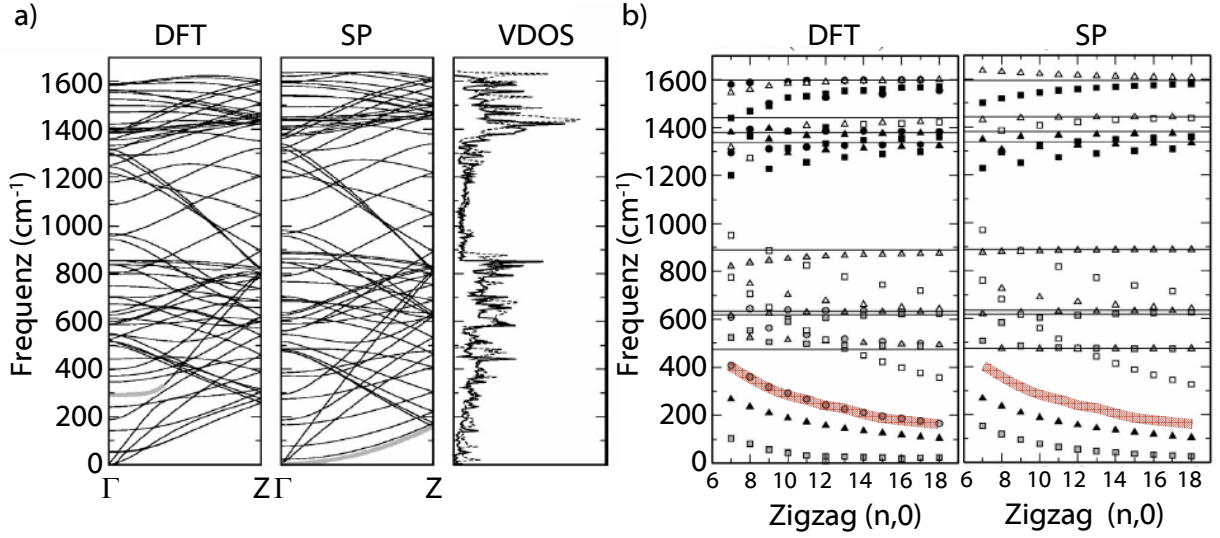 a)
DFT
SP
VDOS
Frequenz (cm⁻¹)
1600
1400
1200
1000
800
600
400
200
0
Γ
Z
Γ
Z
b)
DFT
SP
Frequenz (cm⁻¹)
1600
1400
1200
1000
800
600
400
200
0
6 8 10 12 14 16 18
6 8 10 12 14 16 18
Zigzag (n,0)
Zigzag (n,0)